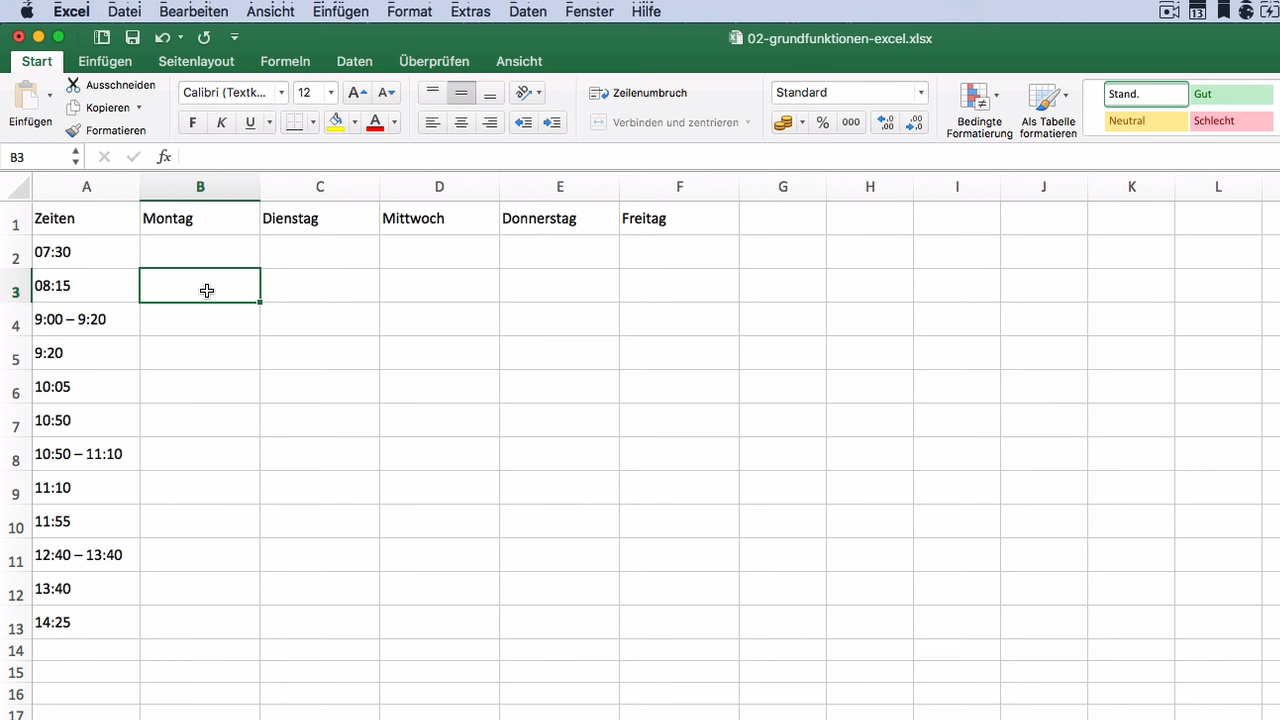 Excel Datei Bearbeiten Ansicht Einfügen Format Extras Daten Fenster Hilfe 13
02-grundfunktionen-excel.xlsx
Start Einfügen Seitenlayout Formeln Daten Überprüfen Ansicht
Einfügen
Ausschneiden
Kopieren
Formatieren
Calibri (Textk... 12 A A
F K U A
Zeilenumbruch
Verbinden und zentrieren
Standard
% 000 ,00 ,0
Bedingte Formatierung
Als Tabelle formatieren
Stand. Gut
Neutral Schlecht
B3 fx
A B C D E F G H I J K L
1 Zeiten Montag Dienstag Mittwoch Donnerstag Freitag
2 07:30
3 08:15
4 9:00 – 9:20
5 9:20
6 10:05
7 10:50
8 10:50 – 11:10
9 11:10
10 11:55
11 12:40 – 13:40
12 13:40
13 14:25
14
15
16
17